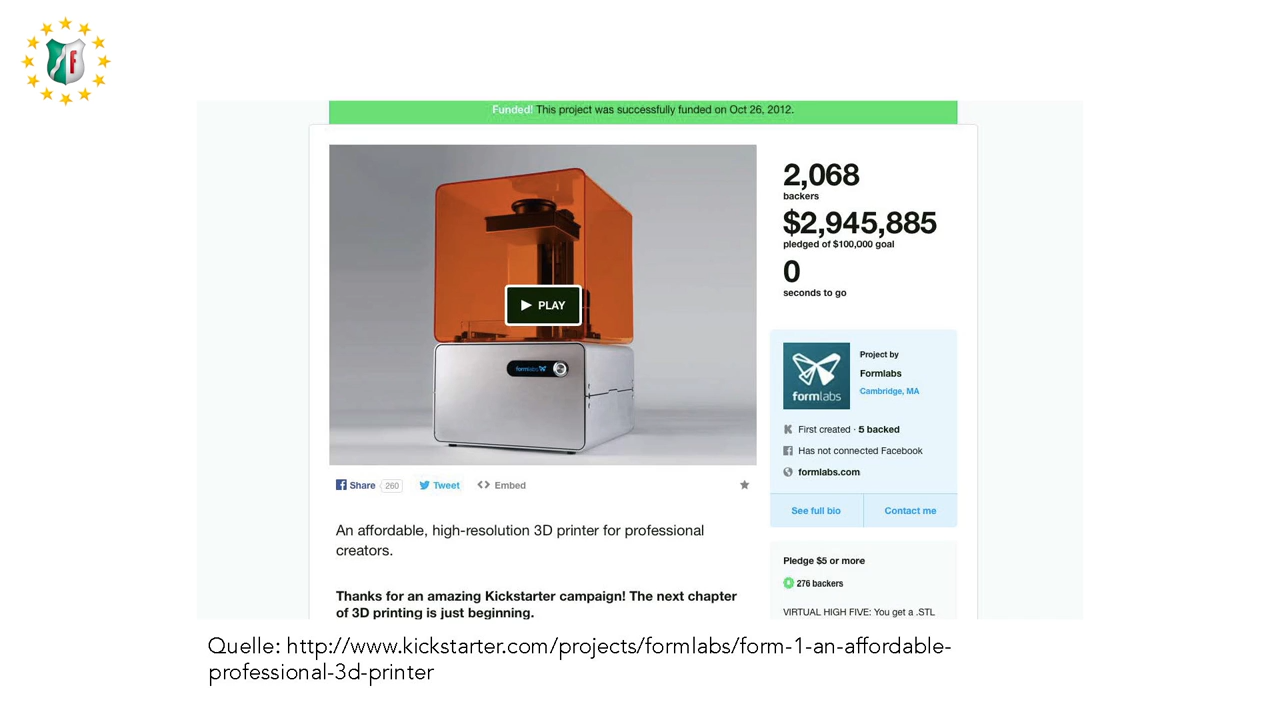 f
Funded! This project was successfully funded on Oct 26, 2012.
2,068
backers
$2,945,885
pledged of $100,000 goal
0
seconds to go
PLAY
formlabs
formlabs
Project by
Formlabs
Cambridge, MA
First created · 5 backed
Has not connected Facebook
formlabs.com
See full bio
Contact me
Share 260 Tweet Embed
An affordable, high-resolution 3D printer for professional
creators.
Thanks for an amazing Kickstarter campaign! The next chapter
of 3D printing is just beginning.
Pledge $5 or more
276 backers
VIRTUAL HIGH FIVE: You get a .STL
Quelle: http://www.kickstarter.com/projects/formlabs/form-1-an-affordable-
professional-3d-printer